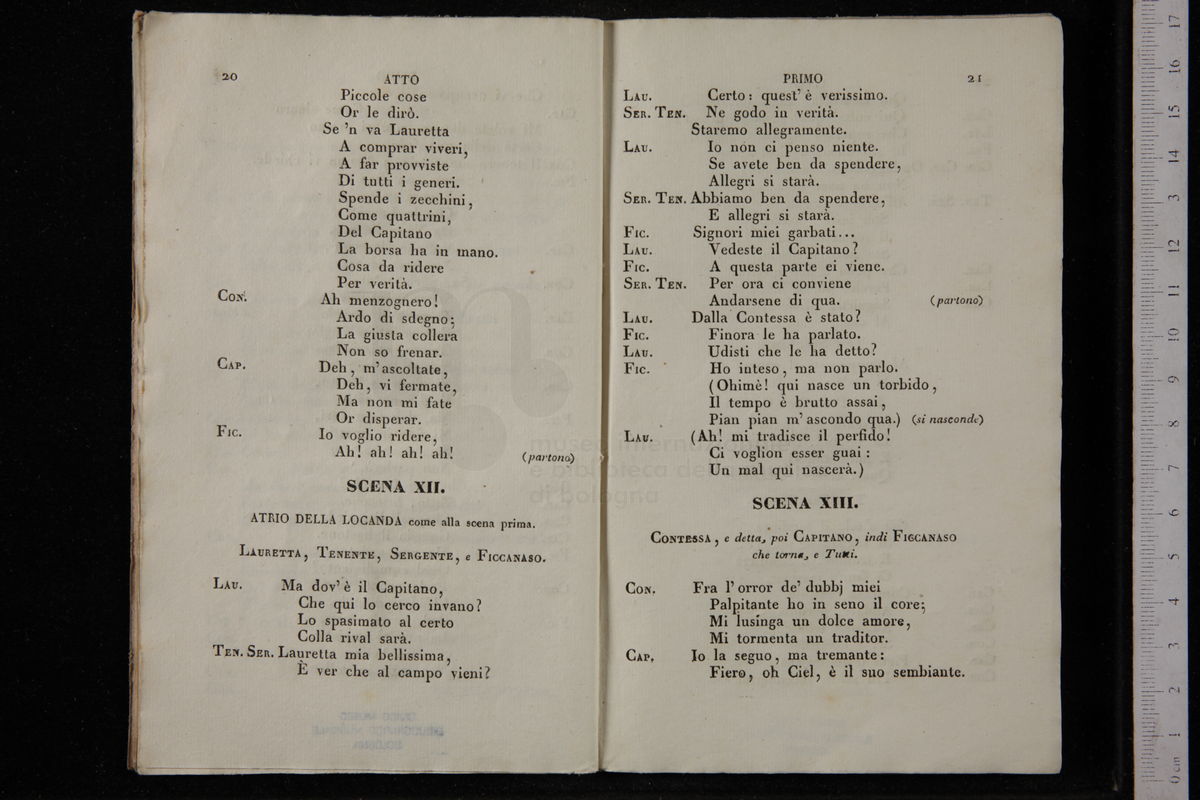 20 ATTO
Piccole cose
Or le dirò.
Se 'n va Lauretta
A comprar viveri,
A far provviste
Di tutti i generi.
Spende i zecchini,
Come quattrini,
Del Capitano
La borsa ha in mano.
Cosa da ridere
Per verità.
CON. Ah menzognero!
Ardo di sdegno;
La giusta collera
Non so frenar.
CAP. Deh, m'ascoltate,
Deh, vi fermate,
Ma non mi fate
Or disperar.
FIC. Io voglio ridere,
Ah! ah! ah! ah! (partono)
SCENA XII.
ATRIO DELLA LOCANDA come alla scena prima.
LAURETTA, TENENTE, SERGENTE, e FICCANASO.
LAU. Ma dov'è il Capitano,
Che qui lo cerco invano?
Lo spasimato al certo
Colla rival sarà.
TEN. SER. Lauretta mia bellissima,
È ver che al campo vieni?
PRIMO 21
LAU. Certo: quest'è verissimo.
SER. TEN. Ne godo in verità.
Staremo allegramente.
LAU. Io non ci penso niente.
Se avete ben da spendere,
Allegri si starà.
SER. TEN. Abbiamo ben da spendere,
E allegri si starà.
FIC. Signori miei garbati...
LAU. Vedeste il Capitano?
FIC. A questa parte ei viene.
SER. TEN. Per ora ci conviene
Andarsene di qua. (partono)
LAU. Dalla Contessa è stato?
FIC. Finora le ha parlato.
LAU. Udisti che le ha detto?
FIC. Ho inteso, ma non parlo.
(Ohimè! qui nasce un torbido,
Il tempo è brutto assai,
Pian pian m'ascondo qua.) (si nasconde)
LAU. (Ah! mi tradisce il perfido!
Ci voglion esser guai:
Un mal qui nascerà.)
SCENA XIII.
CONTESSA, e detta, poi CAPITANO, indi FICCANASO
che torna, e Tutti.
CON. Fra l'orror de' dubbj miei
Palpitante ho in seno il core;
Mi lusinga un dolce amore,
Mi tormenta un traditor.
CAP. Io la seguo, ma tremante:
Fiero, oh Ciel, è il suo sembiante.